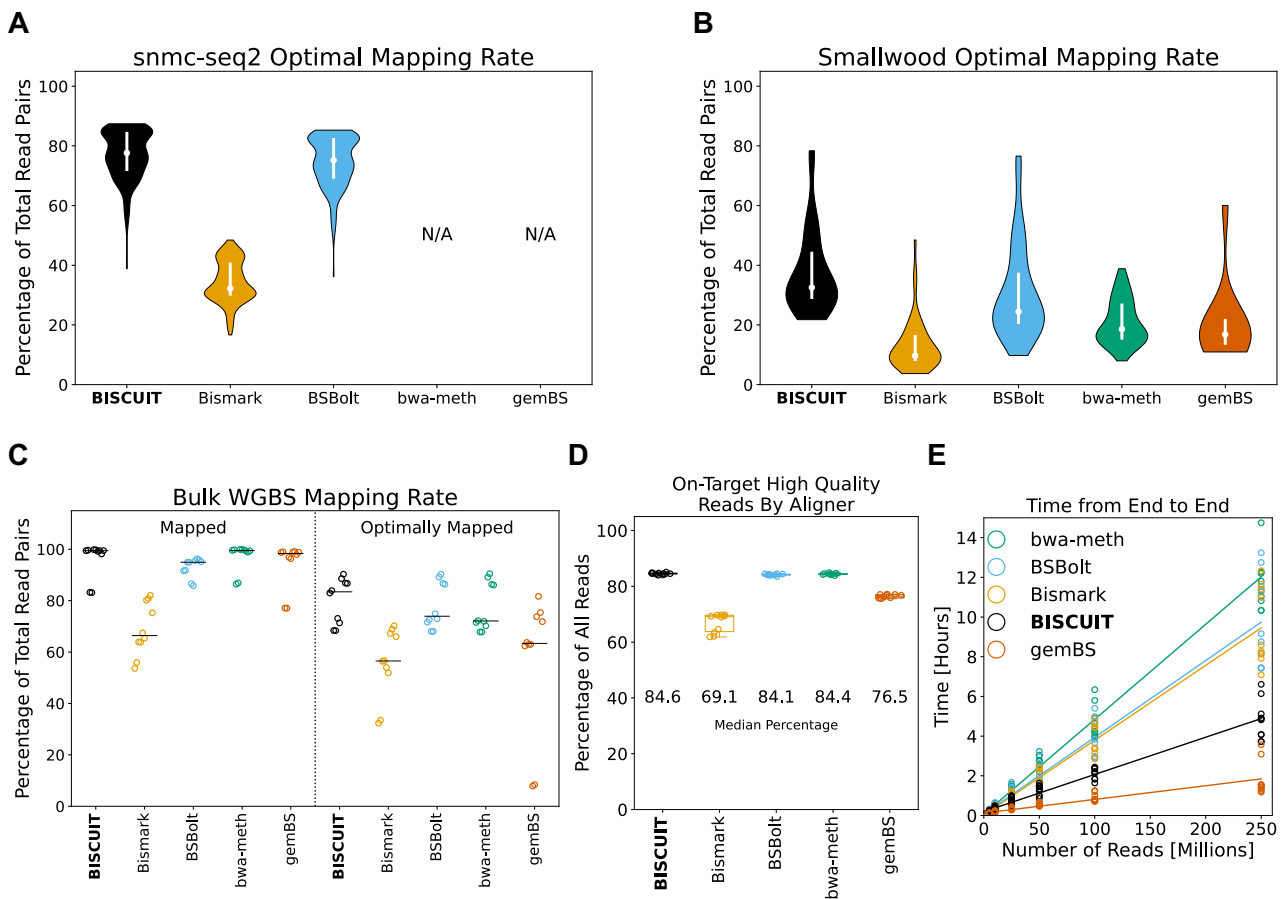 A
snmc-seq2 Optimal Mapping Rate
Percentage of Total Read Pairs
100
80
60
40
20
0
N/A
N/A
BISCUIT
Bismark
BSBolt
bwa-meth
gemBS
B
Smallwood Optimal Mapping Rate
Percentage of Total Read Pairs
100
80
60
40
20
0
BISCUIT
Bismark
BSBolt
bwa-meth
gemBS
C
Bulk WGBS Mapping Rate
Percentage of Total Read Pairs
100
80
60
40
20
0
Mapped
Optimally Mapped
BISCUIT
Bismark
BSBolt
bwa-meth
gemBS
BISCUIT
Bismark
BSBolt
bwa-meth
gemBS
D
On-Target High Quality
Reads By Aligner
Percentage of All Reads
100
80
60
40
20
0
84.6
69.1
84.1
84.4
76.5
Median Percentage
BISCUIT
Bismark
BSBolt
bwa-meth
gemBS
E
Time from End to End
Time [Hours]
14
12
10
8
6
4
2
0
bwa-meth
BSBolt
Bismark
BISCUIT
gemBS
0
50
100
150
200
250
Number of Reads [Millions]